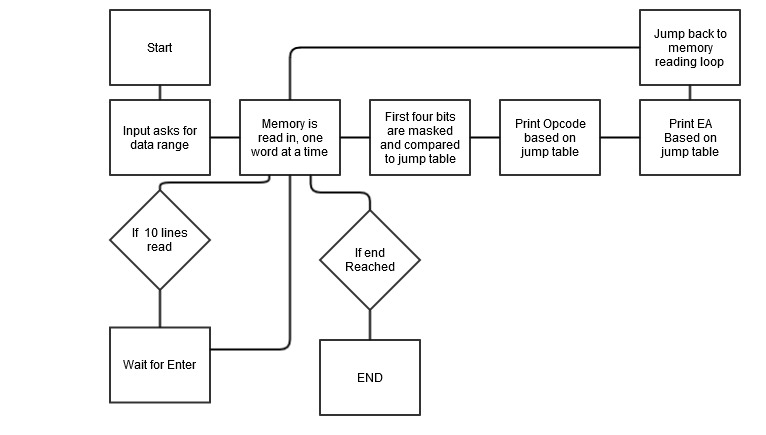 Start
Jump back to
memory
reading loop
Input asks for
data range
Memory is
read in, one
word at a time
First four bits
are masked
and compared
to jump table
Print Opcode
based on
jump table
Print EA
Based on
jump table
If  10 lines
read
If end
Reached
Wait for Enter
END